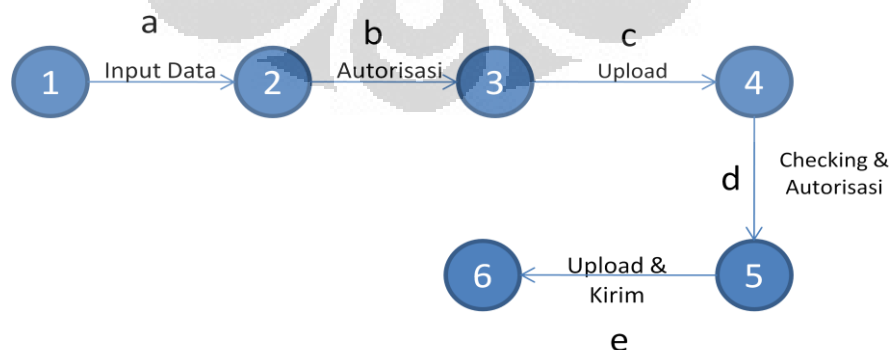 a
b
c
1
Input Data
2
Autorisasi
3
Upload
4
d
Checking &
Autorisasi
6
Upload &
Kirim
5
e